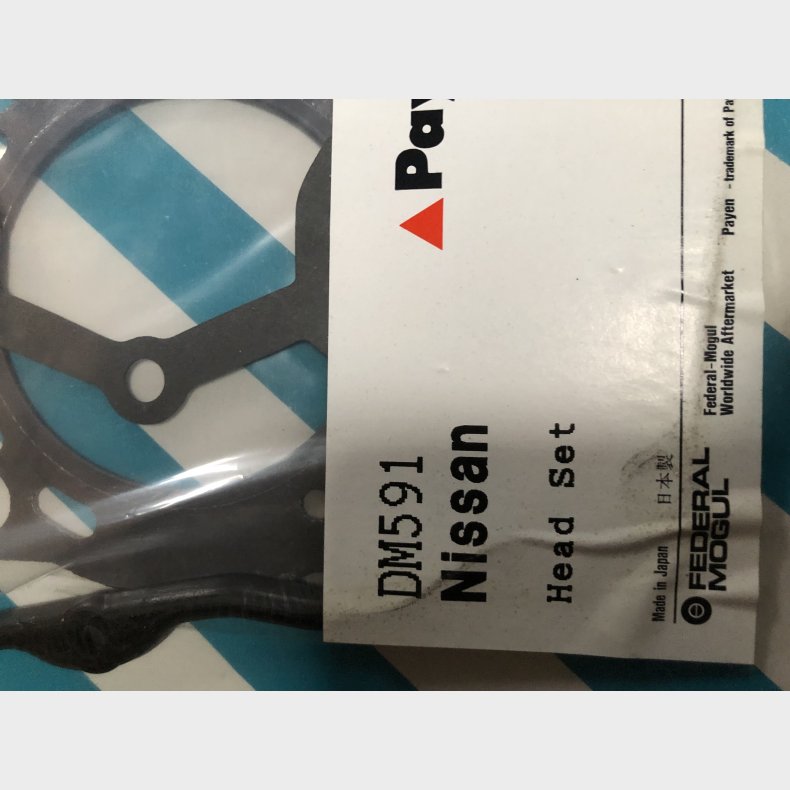 Pay
DM591
Nissan
Head Set
Made in Japan 日本製
FEDERAL
MOGUL
Federal-Mogul
Worldwide Aftermarket
Payen - trademark of Pa